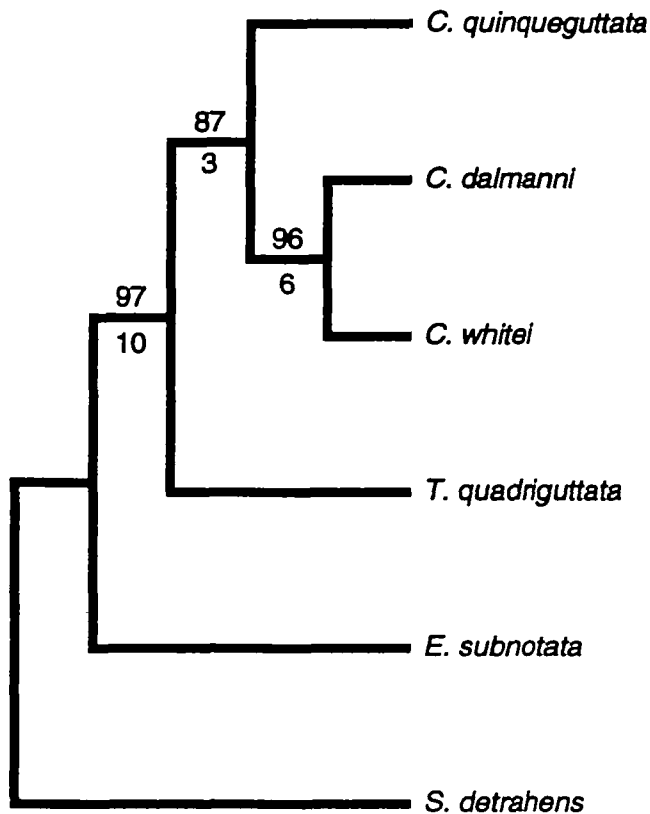 C. quinqueguttata
87
3
C. dalmanni
96
6
C. whitei
97
10
T. quadriguttata
E. subnotata
S. detrahens